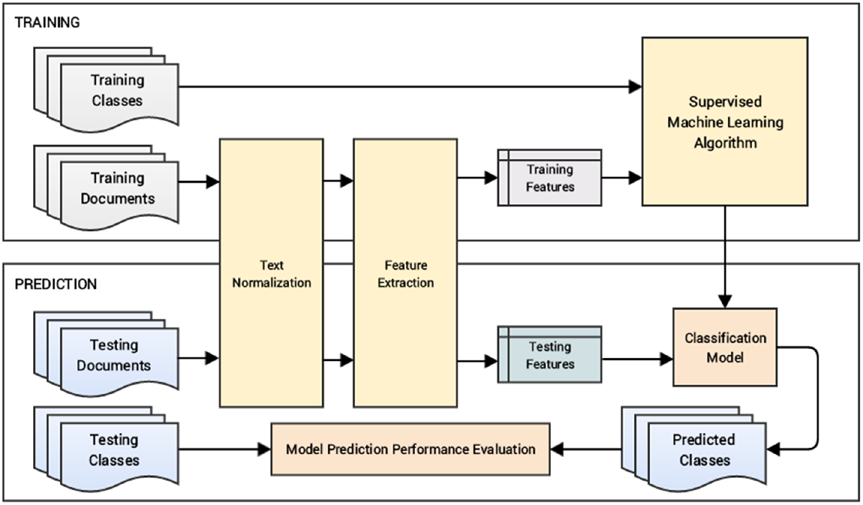 TRAINING
Training
Classes
Supervised
Machine Learning
Algorithm
Training
Documents
Training
Features
Text
Normalization
Feature
Extraction
PREDICTION
Testing
Documents
Testing
Features
Classification
Model
Testing
Classes
Model Prediction Performance Evaluation
Predicted
Classes